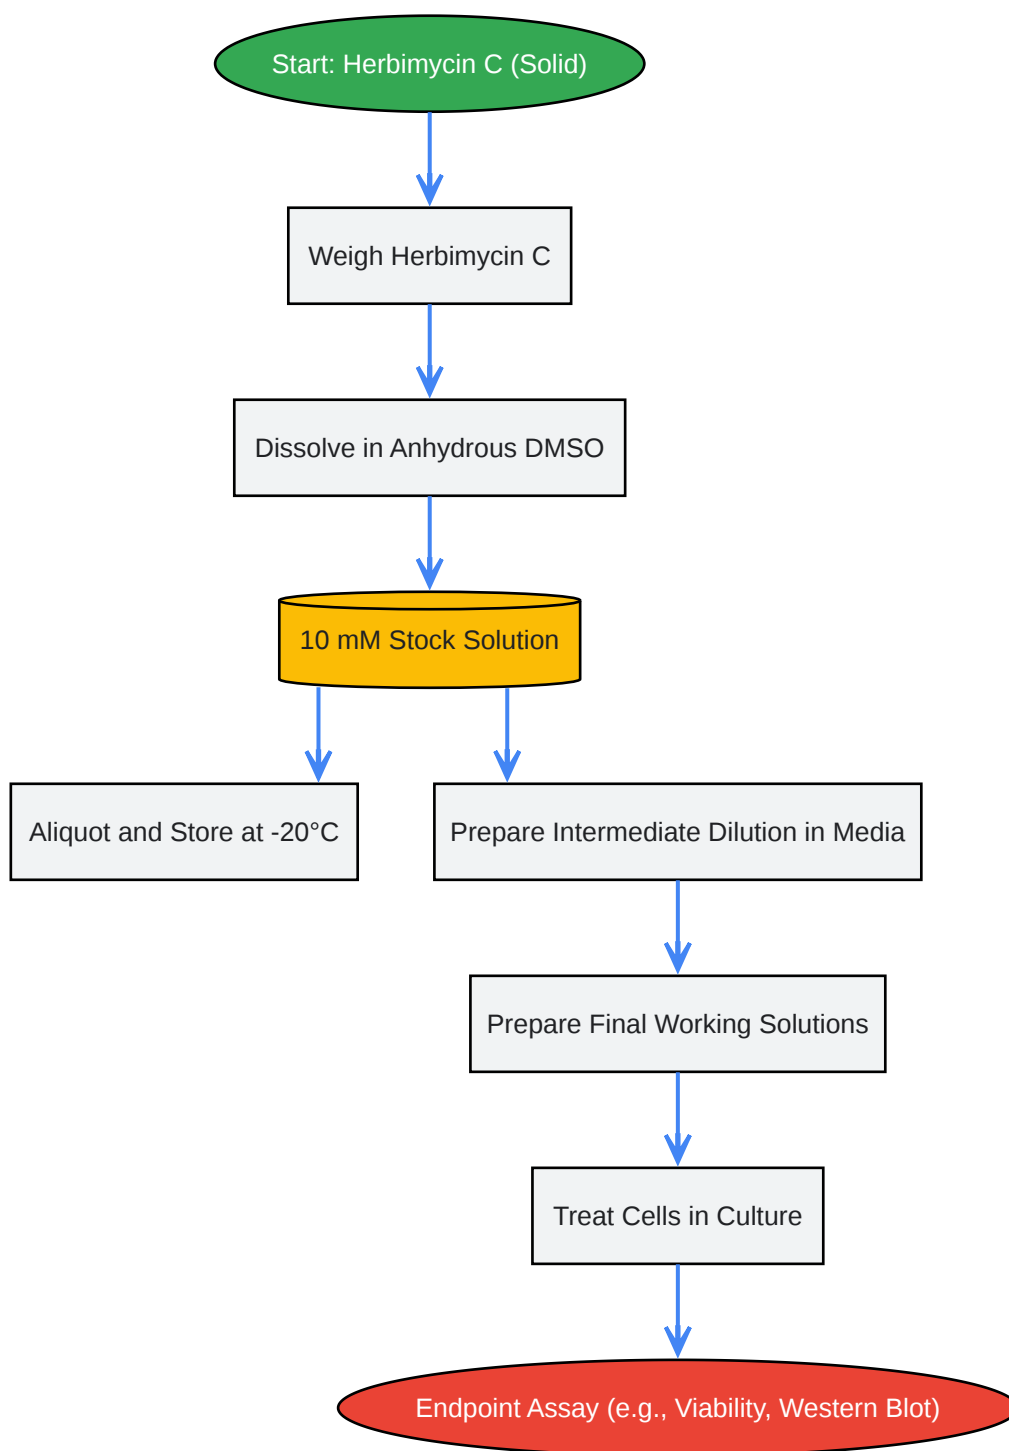 Start: Herbimycin C (Solid)
Weigh Herbimycin C
Dissolve in Anhydrous DMSO
10 mM Stock Solution
Aliquot and Store at -20°C
Prepare Intermediate Dilution in Media
Prepare Final Working Solutions
Treat Cells in Culture
Endpoint Assay (e.g., Viability, Western Blot)